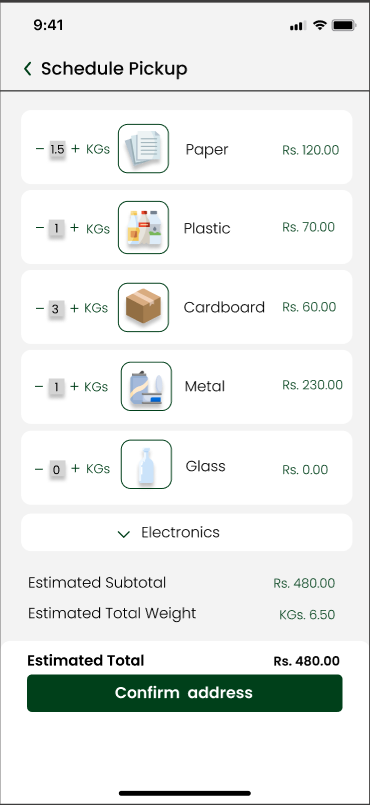 9:41
Schedule Pickup
− 1.5 + KGs Paper Rs. 120.00
− 1 + KGs Plastic Rs. 70.00
− 3 + KGs Cardboard Rs. 60.00
− 1 + KGs Metal Rs. 230.00
− 0 + KGs Glass Rs. 0.00
Electronics
Estimated Subtotal Rs. 480.00
Estimated Total Weight KGs. 6.50
Estimated Total Rs. 480.00
Confirm address